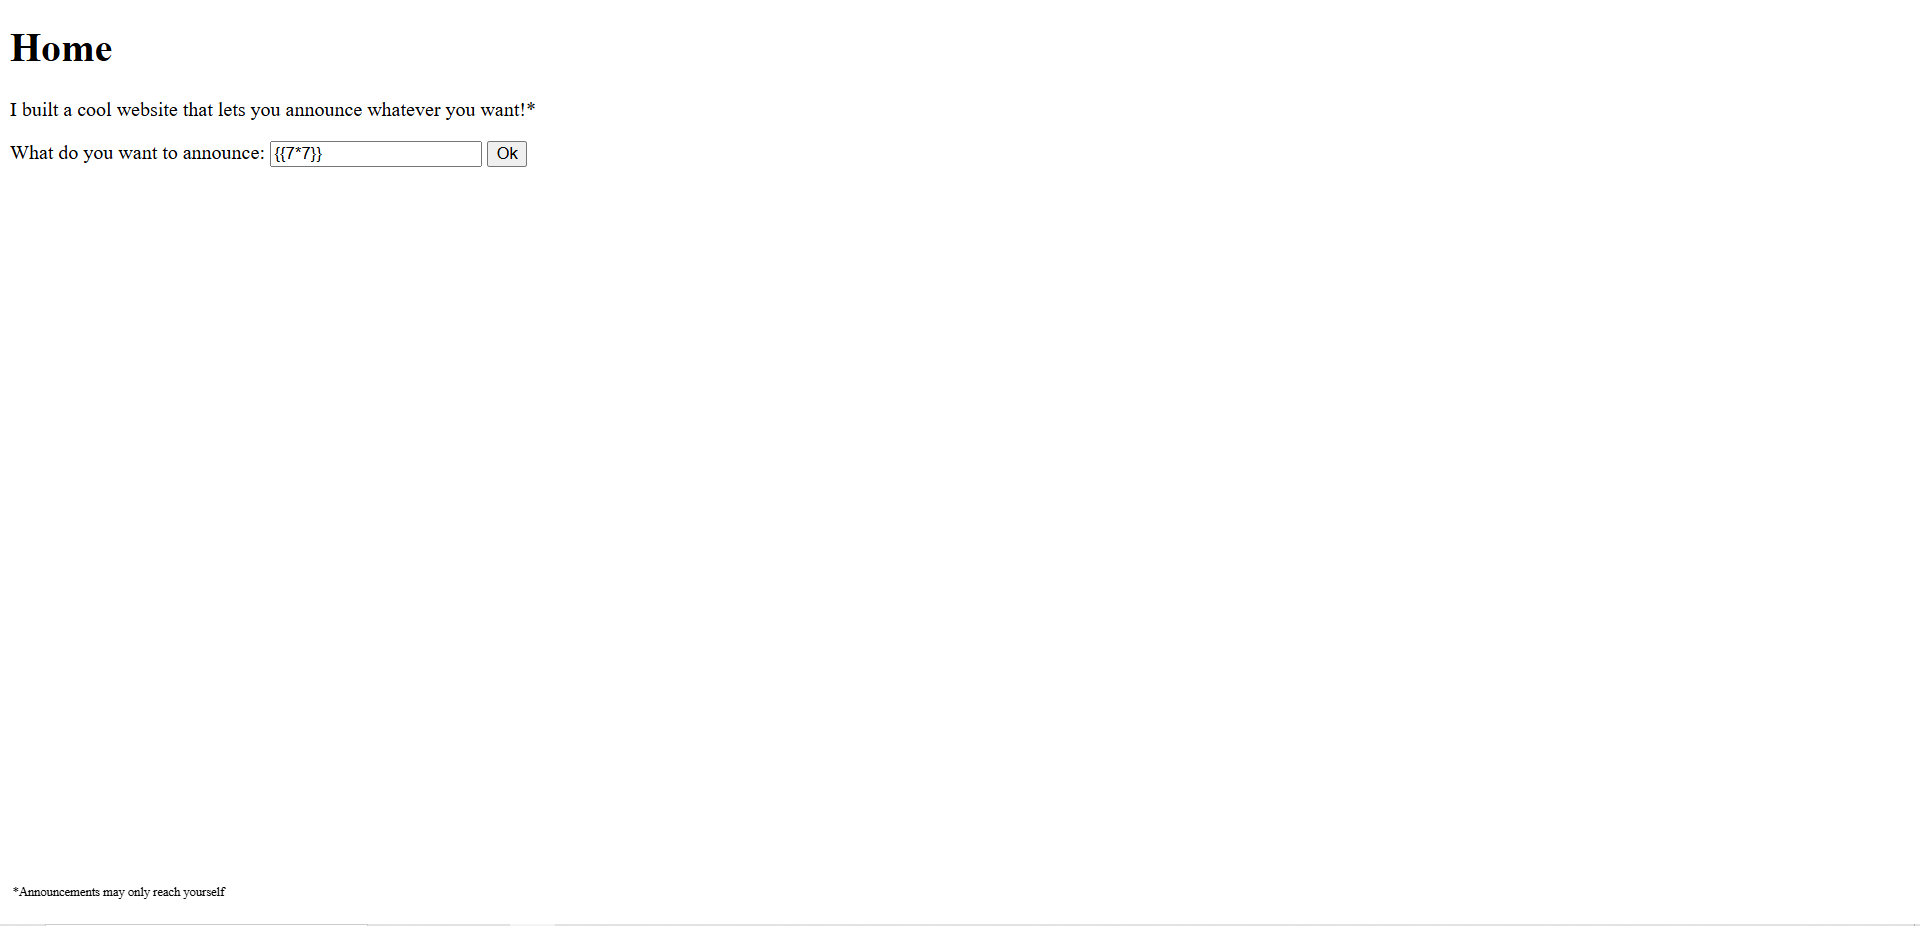 Home
I built a cool website that lets you announce whatever you want!*
What do you want to announce: {{7*7}} Ok
*Announcements may only reach yourself